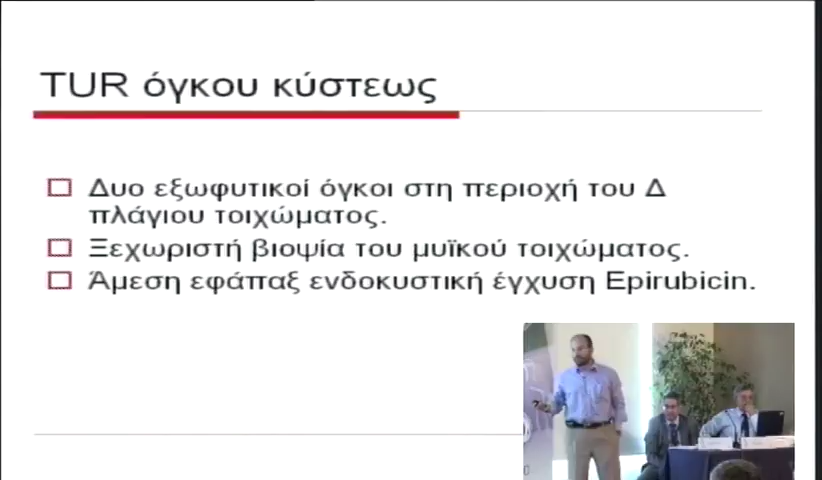 TUR όγκου κύστεως
Δυο εξωφυτικοί όγκοι στη περιοχή του Δ
πλάγιου τοιχώματος.
Ξεχωριστή βιοψία του μυϊκού τοιχώματος.
Άμεση εφάπαξ ενδοκυστική έγχυση Epirubicin.